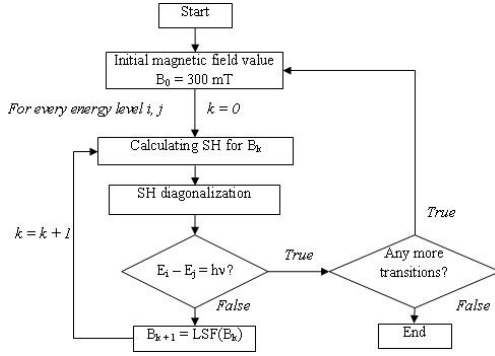 Start
Initial magnetic field value
B₀ = 300 mT
For every energy level i, j
k = 0
Calculating SH for Bₖ
SH diagonalization
k = k + 1
Eᵢ – Eⱼ = hν?
True
False
Bₖ₊₁ = LSF(Bₖ)
Any more
transitions?
True
False
End